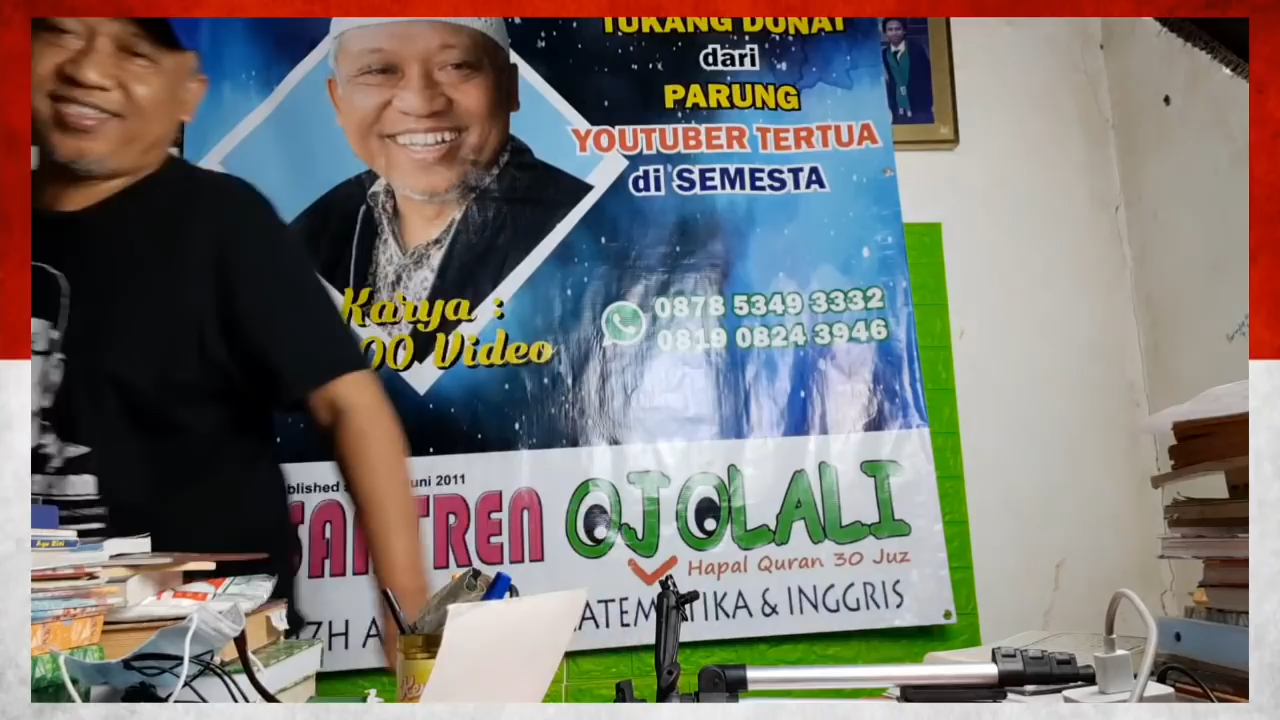 TUKANG DONAT
dari
PARUNG
YOUTUBER TERTUA
di SEMESTA
Karya :
Video
0878 5349 3332
0819 0824 3946
uni 2011
OJOLALI
Hapal Quran 30 Juz
& INGGRIS